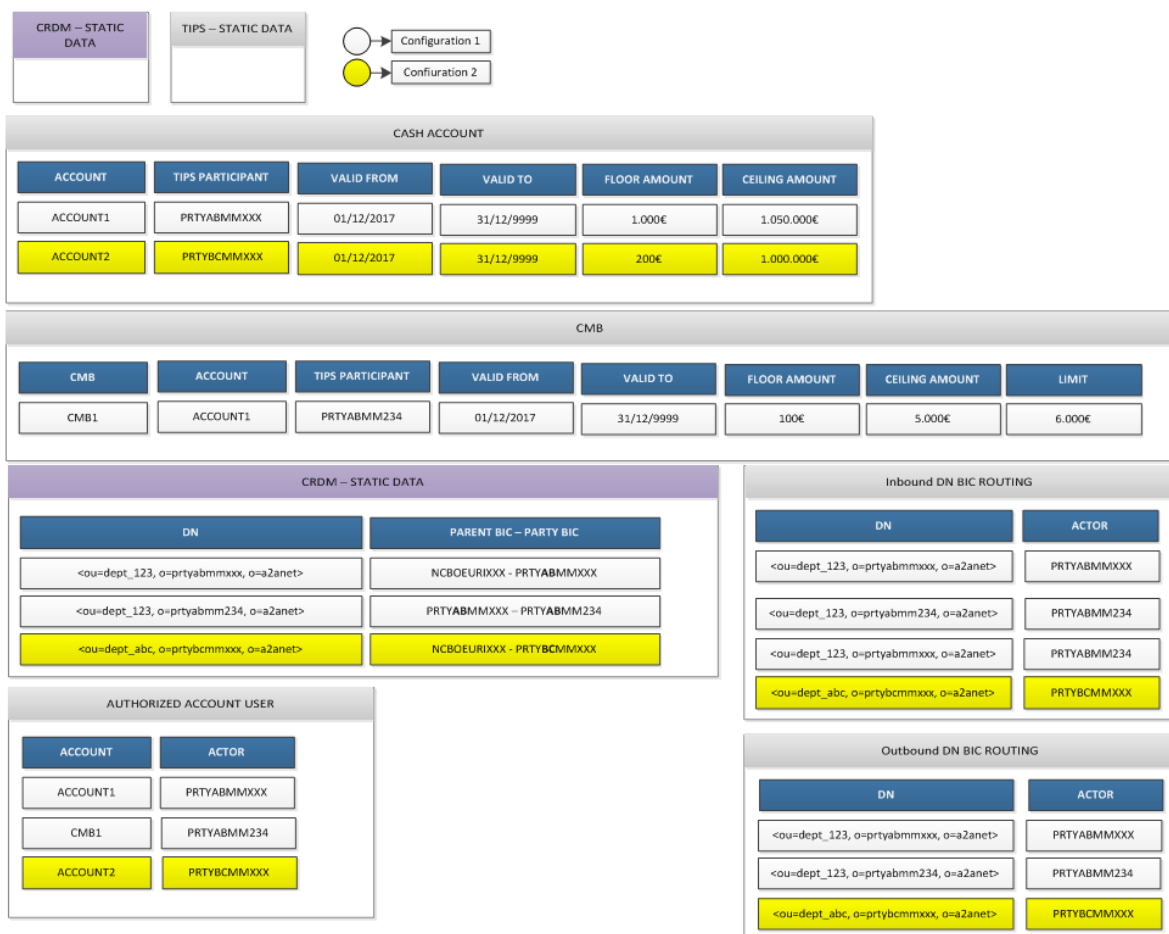 CRDM – STATIC
DATA
TIPS – STATIC DATA
Configuration 1
Confiuration 2
CASH ACCOUNT
ACCOUNT TIPS PARTICIPANT VALID FROM VALID TO FLOOR AMOUNT CEILING AMOUNT
ACCOUNT1 PRTYABMMXXX 01/12/2017 31/12/9999 1.000€ 1.050.000€
ACCOUNT2 PRTYBCMMXXX 01/12/2017 31/12/9999 200€ 1.000.000€
CMB
CMB ACCOUNT TIPS PARTICIPANT VALID FROM VALID TO FLOOR AMOUNT CEILING AMOUNT LIMIT
CMB1 ACCOUNT1 PRTYABMM234 01/12/2017 31/12/9999 100€ 5.000€ 6.000€
CRDM – STATIC DATA
DN PARENT BIC – PARTY BIC
<ou=dept_123, o=prtyabmmxxx, o=a2anet> NCBOEURIXXX - PRTYABMMXXX
<ou=dept_123, o=prtyabmm234, o=a2anet> PRTYABMMXXX – PRTYABMM234
<ou=dept_abc, o=prtybcmmxxx, o=a2anet> NCBOEURIXXX - PRTYBCMMXXX
Inbound DN BIC ROUTING
DN ACTOR
<ou=dept_123, o=prtyabmmxxx, o=a2anet> PRTYABMMXXX
<ou=dept_123, o=prtyabmm234, o=a2anet> PRTYABMM234
<ou=dept_123, o=prtyabmmxxx, o=a2anet> PRTYABMM234
<ou=dept_abc, o=prtybcmmxxx, o=a2anet> PRTYBCMMXXX
AUTHORIZED ACCOUNT USER
ACCOUNT ACTOR
ACCOUNT1 PRTYABMMXXX
CMB1 PRTYABMM234
ACCOUNT2 PRTYBCMMXXX
Outbound DN BIC ROUTING
DN ACTOR
<ou=dept_123, o=prtyabmmxxx, o=a2anet> PRTYABMMXXX
<ou=dept_123, o=prtyabmm234, o=a2anet> PRTYABMM234
<ou=dept_abc, o=prtybcmmxxx, o=a2anet> PRTYBCMMXXX